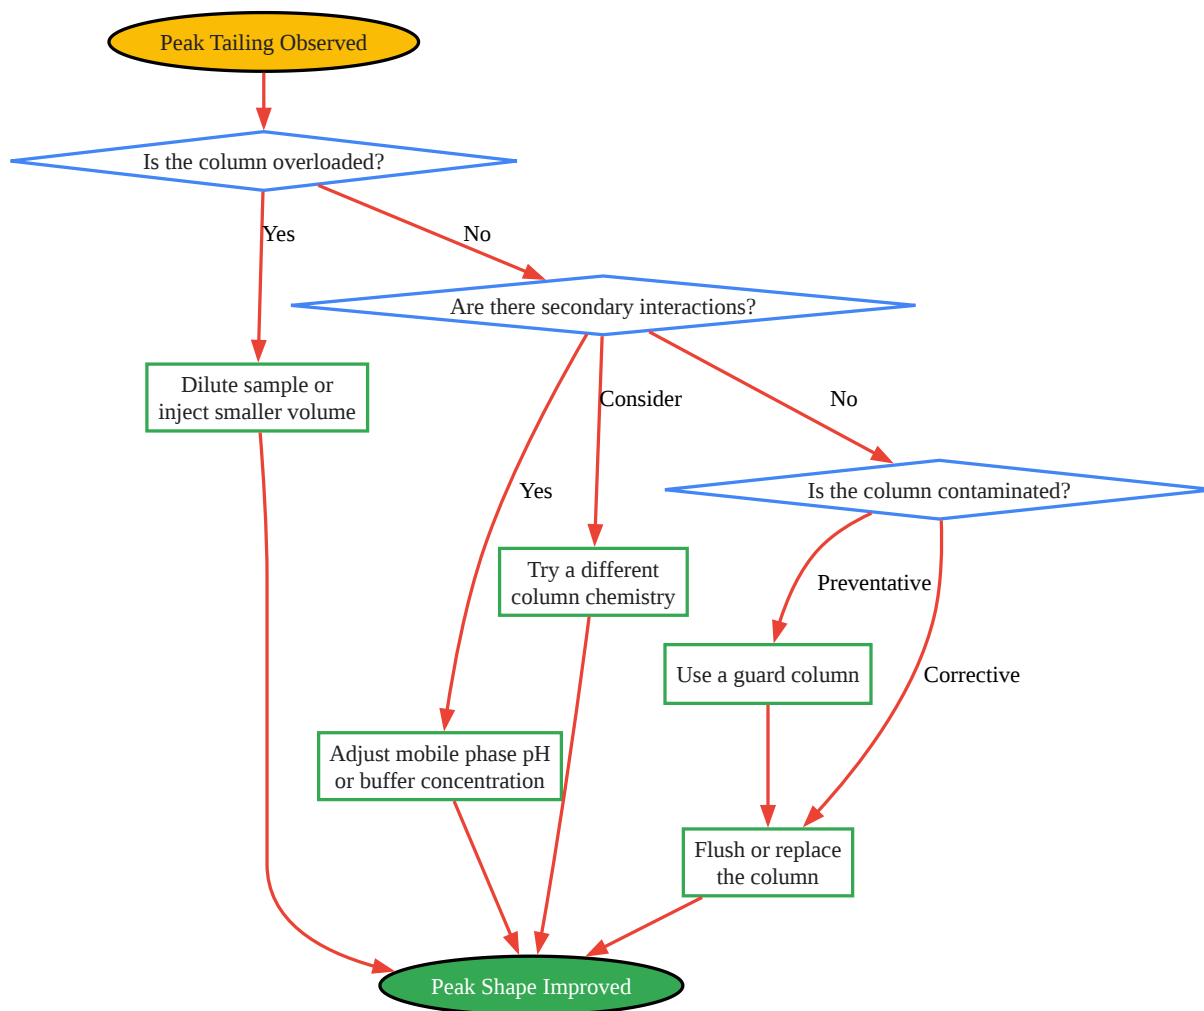 Peak Tailing Observed
Is the column overloaded?
Yes
No
Are there secondary interactions?
Dilute sample or
inject smaller volume
Consider
No
Yes
Is the column contaminated?
Try a different
column chemistry
Preventative
Use a guard column
Corrective
Adjust mobile phase pH
or buffer concentration
Flush or replace
the column
Peak Shape Improved